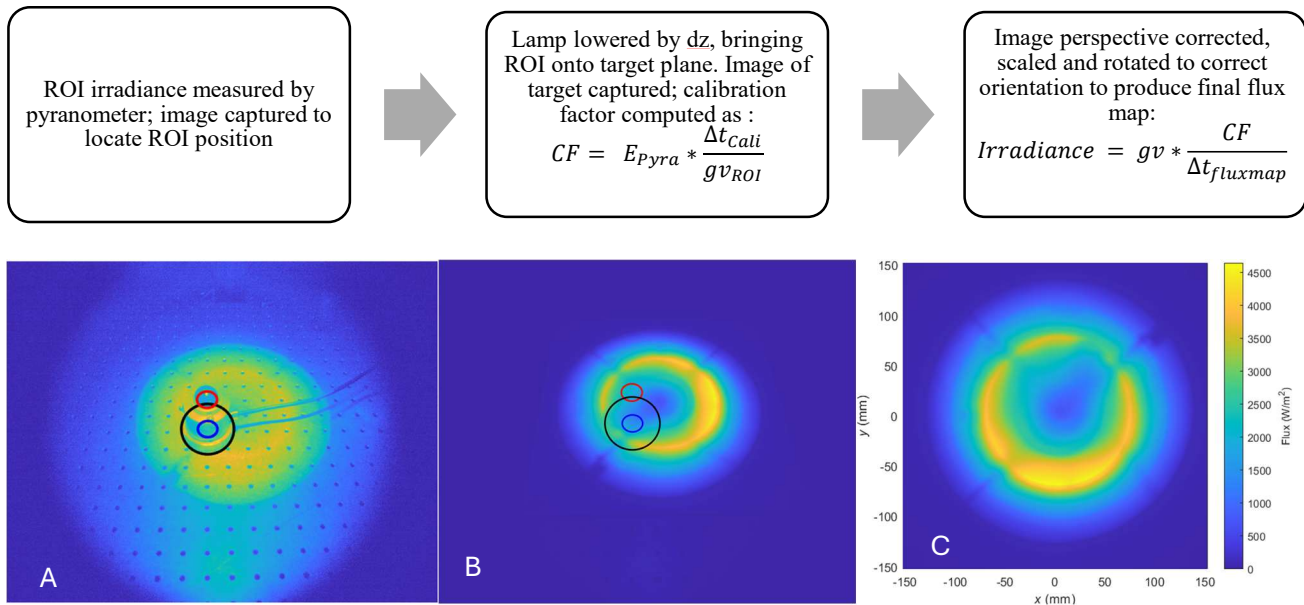 ROI irradiance measured by
pyranometer; image captured to
locate ROI position
Lamp lowered by dz, bringing
ROI onto target plane. Image of
target captured; calibration
factor computed as :
CF = E_Pyra * Δt_Cali / gv_ROI
Image perspective corrected,
scaled and rotated to correct
orientation to produce final flux
map:
Irradiance = gv * CF / Δt_fluxmap
A
B
C
150
100
50
0
-50
-100
-150
y (mm)
-150
-100
-50
0
50
100
150
x (mm)
4500
4000
3500
3000
2500
2000
1500
1000
500
0
Flux (W/m²)